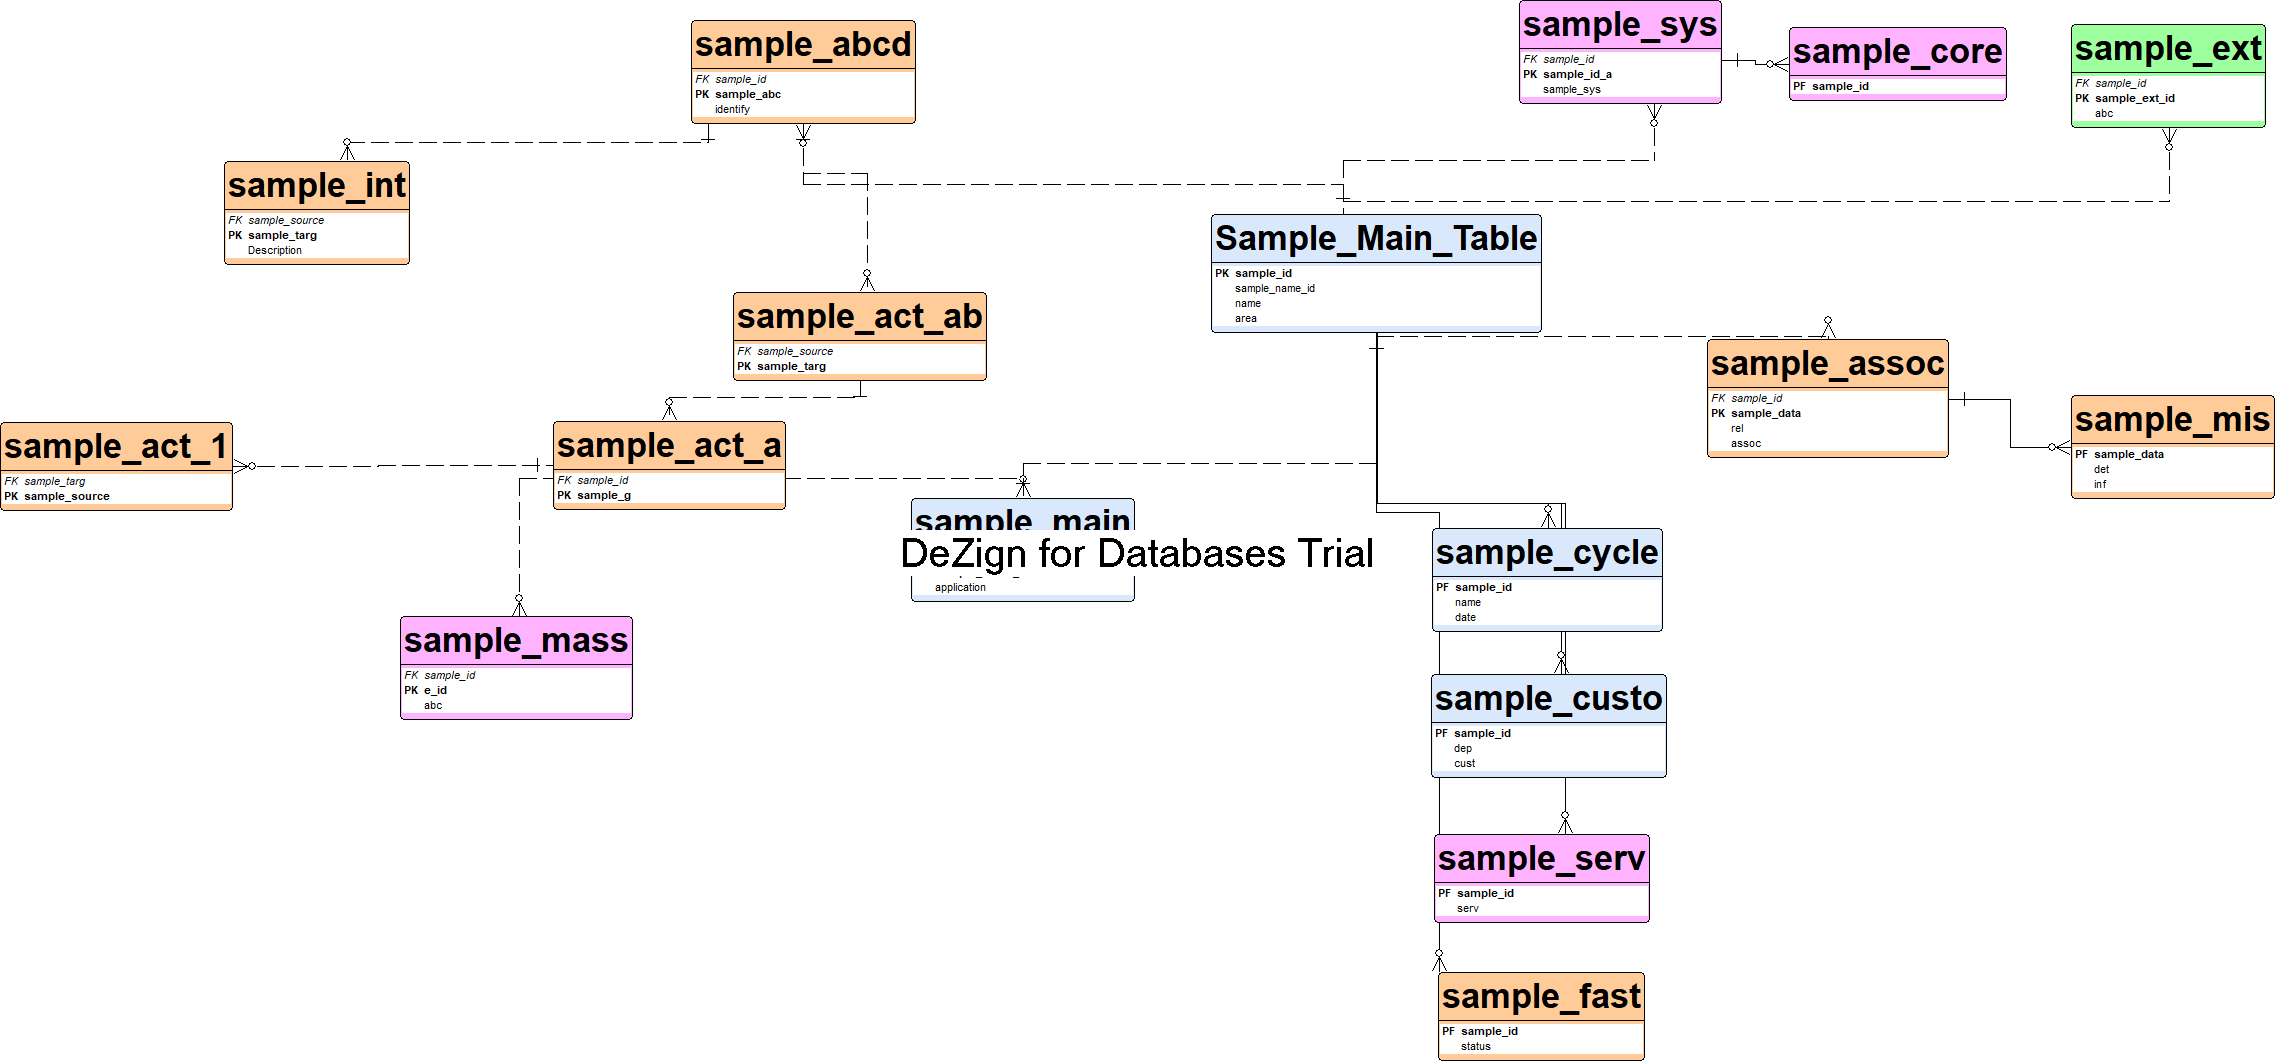 sample_abcd
FK sample_id
PK sample_abc
identify
sample_sys
FK sample_id
PK sample_id_a
sample_sys
sample_core
PF sample_id
sample_ext
FK sample_id
PK sample_ext_id
abc
sample_int
FK sample_source
PK sample_targ
Description
Sample_Main_Table
PK sample_id
sample_name_id
name
area
sample_act_ab
FK sample_source
PK sample_targ
sample_assoc
FK sample_id
PK sample_data
rel
assoc
sample_mis
PF sample_data
det
inf
sample_act_1
FK sample_targ
PK sample_source
sample_act_a
FK sample_id
PK sample_g
sample_main
DeZign for Databases Trial
application
sample_cycle
PF sample_id
name
date
sample_mass
FK sample_id
PK e_id
abc
sample_custo
PF sample_id
dep
cust
sample_serv
PF sample_id
serv
sample_fast
PF sample_id
status